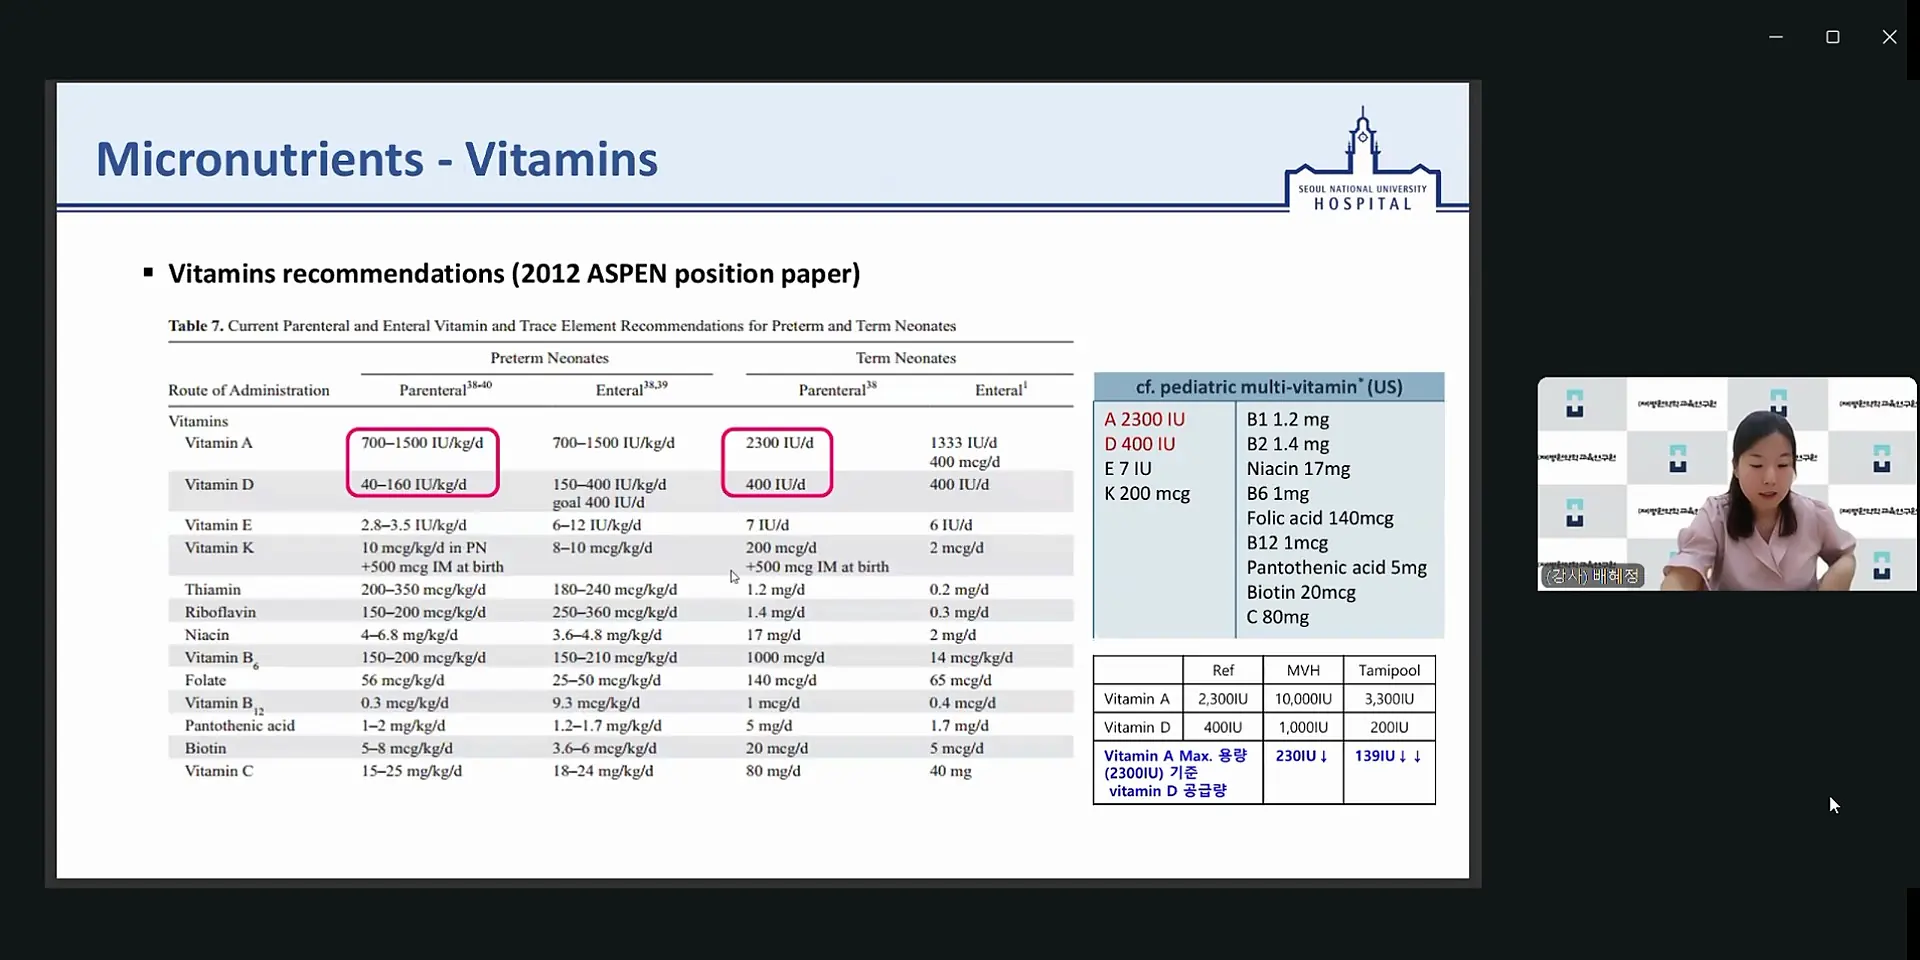 Micronutrients - Vitamins
SEOUL NATIONAL UNIVERSITY
HOSPITAL
▪ Vitamins recommendations (2012 ASPEN position paper)
Table 7. Current Parenteral and Enteral Vitamin and Trace Element Recommendations for Preterm and Term Neonates
Preterm Neonates Term Neonates
Route of Administration Parenteral38-40 Enteral38,39 Parenteral38 Enteral1
Vitamins
Vitamin A 700–1500 IU/kg/d 700–1500 IU/kg/d 2300 IU/d 1333 IU/d
400 mcg/d
Vitamin D 40–160 IU/kg/d 150–400 IU/kg/d 400 IU/d 400 IU/d
goal 400 IU/d
Vitamin E 2.8–3.5 IU/kg/d 6–12 IU/kg/d 7 IU/d 6 IU/d
Vitamin K 10 mcg/kg/d in PN 8–10 mcg/kg/d 200 mcg/d 2 mcg/d
+500 mcg IM at birth +500 mcg IM at birth
Thiamin 200–350 mcg/kg/d 180–240 mcg/kg/d 1.2 mg/d 0.2 mg/d
Riboflavin 150–200 mcg/kg/d 250–360 mcg/kg/d 1.4 mg/d 0.3 mg/d
Niacin 4–6.8 mg/kg/d 3.6–4.8 mg/kg/d 17 mg/d 2 mg/d
Vitamin B6 150–200 mcg/kg/d 150–210 mcg/kg/d 1000 mcg/d 14 mcg/kg/d
Folate 56 mcg/kg/d 25–50 mcg/kg/d 140 mcg/d 65 mcg/d
Vitamin B12 0.3 mcg/kg/d 9.3 mcg/kg/d 1 mcg/d 0.4 mcg/d
Pantothenic acid 1–2 mg/kg/d 1.2–1.7 mg/kg/d 5 mg/d 1.7 mg/d
Biotin 5–8 mcg/kg/d 3.6–6 mcg/kg/d 20 mcg/d 5 mcg/d
Vitamin C 15–25 mg/kg/d 18–24 mg/kg/d 80 mg/d 40 mg
cf. pediatric multi-vitamin* (US)
A 2300 IU
D 400 IU
E 7 IU
K 200 mcg
B1 1.2 mg
B2 1.4 mg
Niacin 17mg
B6 1mg
Folic acid 140mcg
B12 1mcg
Pantothenic acid 5mg
Biotin 20mcg
C 80mg
Ref MVH Tamipool
Vitamin A 2,300IU 10,000IU 3,300IU
Vitamin D 400IU 1,000IU 200IU
Vitamin A Max. 용량 230IU↓ 139IU↓↓
(2300IU) 기준
vitamin D 공급량
(강사) 배혜정